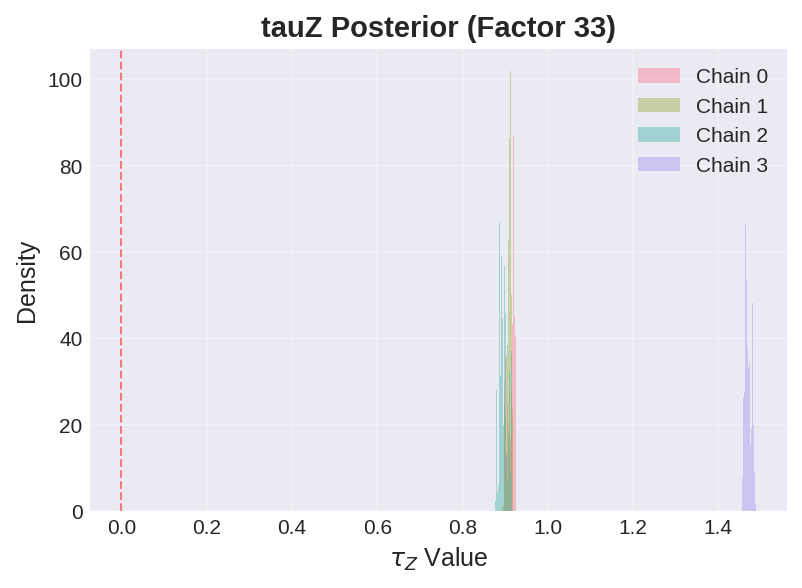 tauZ Posterior (Factor 33)
100
80
60
40
20
0
Density
Chain 0
Chain 1
Chain 2
Chain 3
0.0 0.2 0.4 0.6 0.8 1.0 1.2 1.4
τ_Z Value